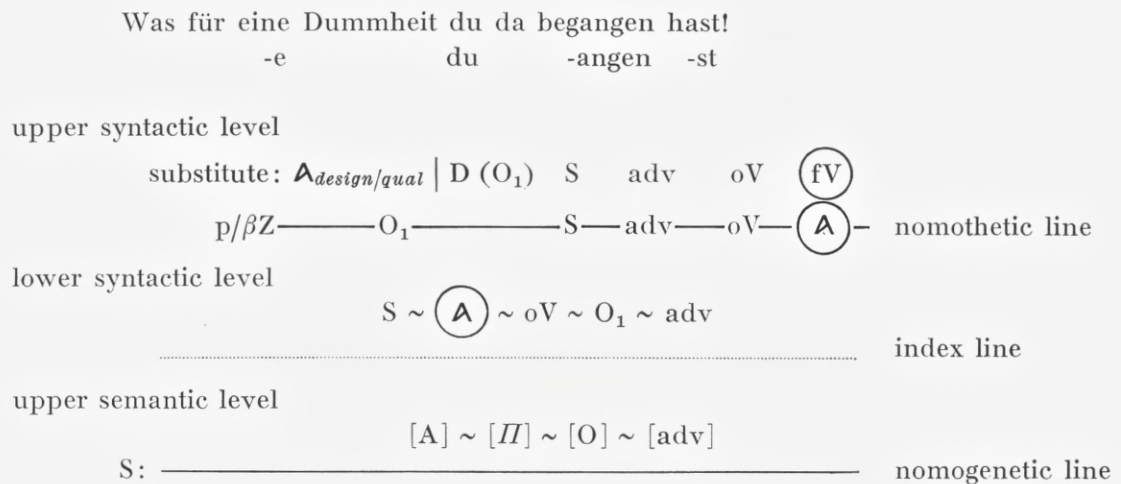 Was für eine Dummheit du da begangen hast!
-e du -angen -st
upper syntactic level
substitute: A design/qual | D (O₁) S adv oV fV
p/βZ——O₁——S—adv—oV—A— nomothetic line
lower syntactic level
S ~ A ~ oV ~ O₁ ~ adv
index line
upper semantic level
[A] ~ [Π] ~ [O] ~ [adv]
S: nomogenetic line